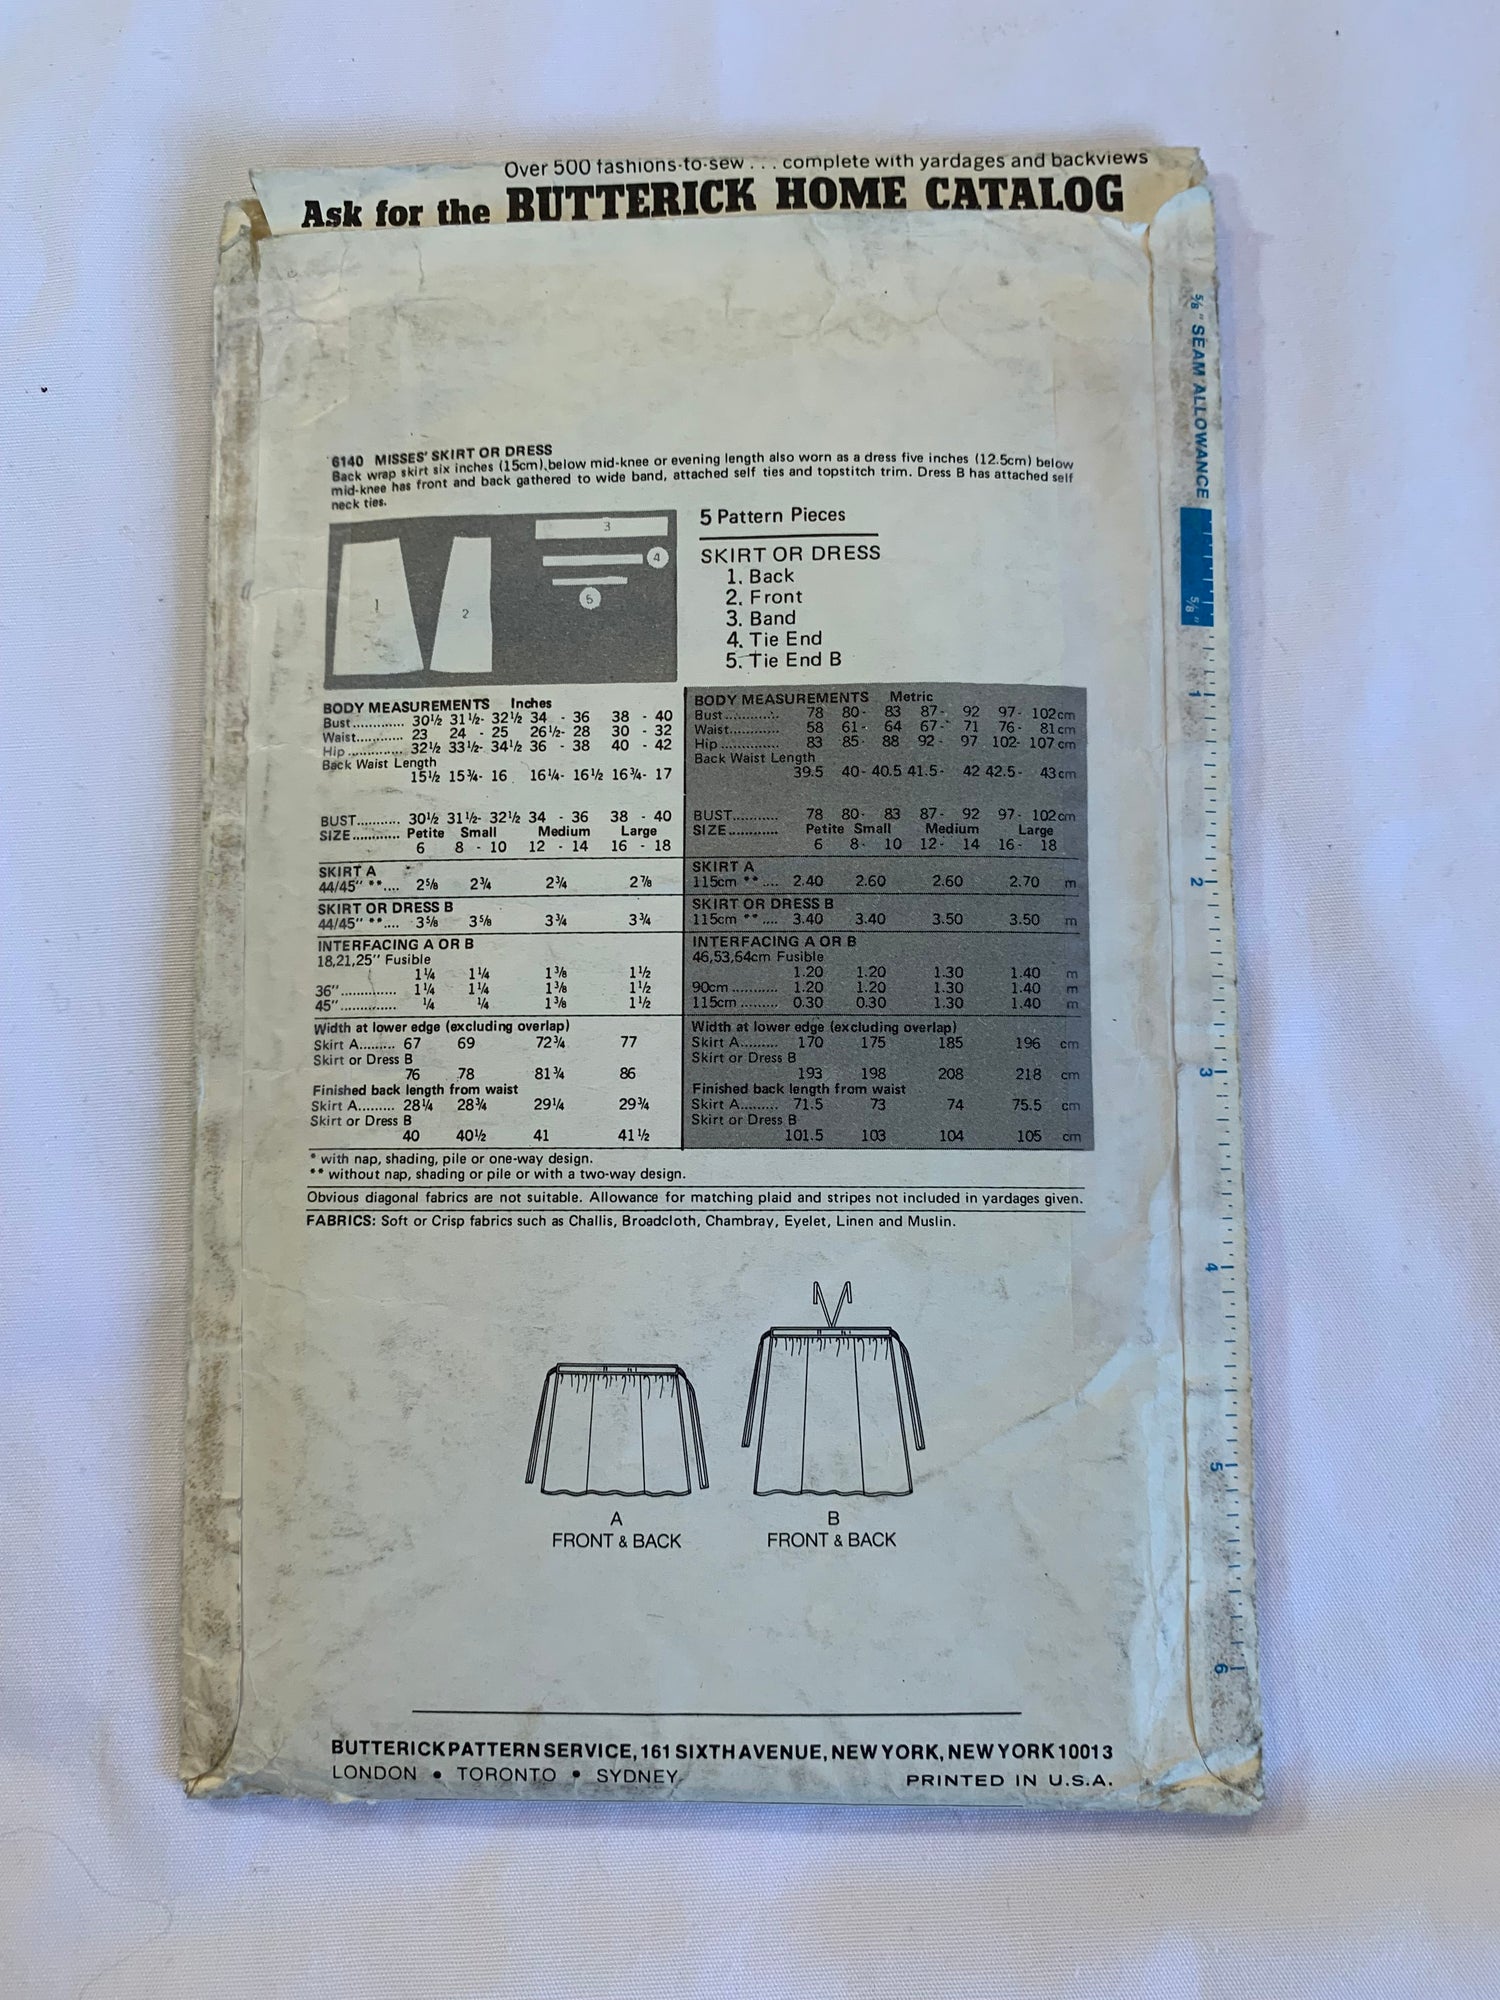 Over 500 fashions-to-sew . . . complete with yardages and backviews
Ask for the BUTTERICK HOME CATALOG
6140 MISSES' SKIRT OR DRESS
Back wrap skirt six inches (15cm) below mid-knee or evening length also worn as a dress five inches (12.5cm) below
mid-knee has front and back gathered to wide band, attached self ties and topstitch trim. Dress B has attached self
neck ties.
1
2
3
4
5
5 Pattern Pieces
SKIRT OR DRESS
1. Back
2. Front
3. Band
4. Tie End
5. Tie End B
BODY MEASUREMENTS Inches
Bust............ 30½ 31½- 32½ 34 - 36 38 - 40
Waist........... 23 24 - 25 26½- 28 30 - 32
Hip ............. 32½ 33½- 34½ 36 - 38 40 - 42
Back Waist Length
15½ 15¾- 16 16¼- 16½ 16¾- 17
BUST........... 30½ 31½- 32½ 34 - 36 38 - 40
SIZE............ Petite Small Medium Large
6 8 - 10 12 - 14 16 - 18
SKIRT A
44/45" **.... 2⅝ 2¾ 2¾ 2⅞
SKIRT OR DRESS B
44/45" **.... 3⅝ 3⅝ 3¾ 3¾
INTERFACING A OR B
18,21,25" Fusible
1¼ 1¼ 1⅜ 1½
36".............. 1¼ 1¼ 1⅜ 1½
45".............. ¼ ¼ 1⅜ 1½
Width at lower edge (excluding overlap)
Skirt A......... 67 69 72¾ 77
Skirt or Dress B
76 78 81¾ 86
Finished back length from waist
Skirt A......... 28¼ 28¾ 29¼ 29¾
Skirt or Dress B
40 40½ 41 41½
BODY MEASUREMENTS Metric
Bust............. 78 80- 83 87- 92 97- 102cm
Waist............ 58 61- 64 67- 71 76- 81cm
Hip .............. 83 85- 88 92- 97 102- 107cm
Back Waist Length
39.5 40- 40.5 41.5- 42 42.5- 43cm
BUST........... 78 80- 83 87- 92 97- 102cm
SIZE............ Petite Small Medium Large
6 8- 10 12- 14 16- 18
SKIRT A
115cm ** .... 2.40 2.60 2.60 2.70 m
SKIRT OR DRESS B
115cm ** .... 3.40 3.40 3.50 3.50 m
INTERFACING A OR B
46,53,64cm Fusible
1.20 1.20 1.30 1.40 m
90cm ........... 1.20 1.20 1.30 1.40 m
115cm ......... 0.30 0.30 1.30 1.40 m
Width at lower edge (excluding overlap)
Skirt A......... 170 175 185 196 cm
Skirt or Dress B
193 198 208 218 cm
Finished back length from waist
Skirt A......... 71.5 73 74 75.5 cm
Skirt or Dress B
101.5 103 104 105 cm
* with nap, shading, pile or one-way design.
** without nap, shading or pile or with a two-way design.
Obvious diagonal fabrics are not suitable. Allowance for matching plaid and stripes not included in yardages given.
FABRICS: Soft or Crisp fabrics such as Challis, Broadcloth, Chambray, Eyelet, Linen and Muslin.
A
FRONT & BACK
B
FRONT & BACK
BUTTERICK PATTERN SERVICE, 161 SIXTH AVENUE, NEW YORK, NEW YORK 10013
LONDON • TORONTO • SYDNEY
PRINTED IN U.S.A.
⅝" SEAM ALLOWANCE
⅝"
1
2
3
4
5
6